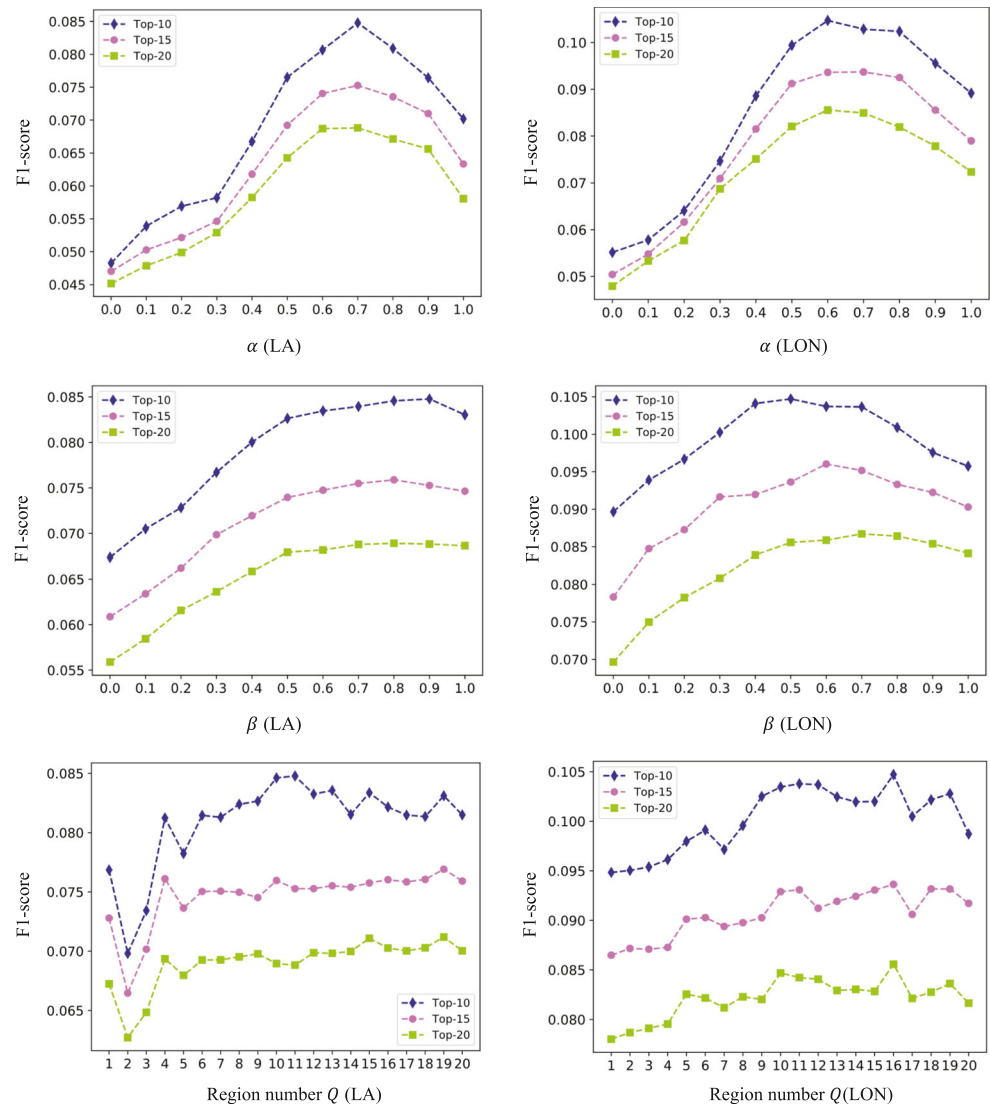 F1-score
0.085
0.080
0.075
0.070
0.065
0.060
0.055
0.050
0.045
Top-10
Top-15
Top-20
0.0 0.1 0.2 0.3 0.4 0.5 0.6 0.7 0.8 0.9 1.0
α (LA)
F1-score
0.10
0.09
0.08
0.07
0.06
0.05
Top-10
Top-15
Top-20
0.0 0.1 0.2 0.3 0.4 0.5 0.6 0.7 0.8 0.9 1.0
α (LON)
F1-score
0.085
0.080
0.075
0.070
0.065
0.060
0.055
Top-10
Top-15
Top-20
0.0 0.1 0.2 0.3 0.4 0.5 0.6 0.7 0.8 0.9 1.0
β (LA)
F1-score
0.105
0.100
0.095
0.090
0.085
0.080
0.075
0.070
Top-10
Top-15
Top-20
0.0 0.1 0.2 0.3 0.4 0.5 0.6 0.7 0.8 0.9 1.0
β (LON)
F1-score
0.085
0.080
0.075
0.070
0.065
Top-10
Top-15
Top-20
1 2 3 4 5 6 7 8 9 10 11 12 13 14 15 16 17 18 19 20
Region number Q (LA)
F1-score
0.105
0.100
0.095
0.090
0.085
0.080
Top-10
Top-15
Top-20
1 2 3 4 5 6 7 8 9 10 11 12 13 14 15 16 17 18 19 20
Region number Q(LON)